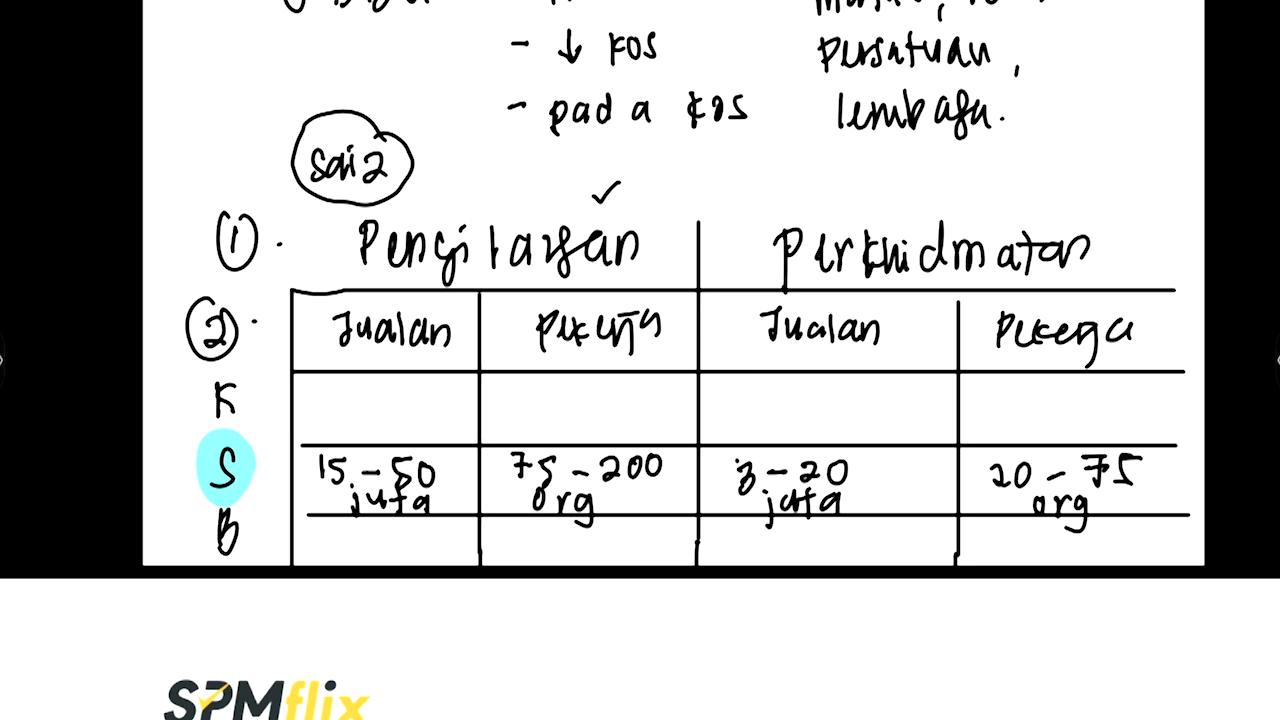 - ↓ kos
persatuan,
- pada kos
lembaga.
Saiz
✓
① . Pengilangan Perkhidmatan
② . Jualan Pekerja Jualan Pekerja
K
S 15 - 50 juta 75 - 200 org 3 - 20 juta 20 - 75 org
B
SPMflix